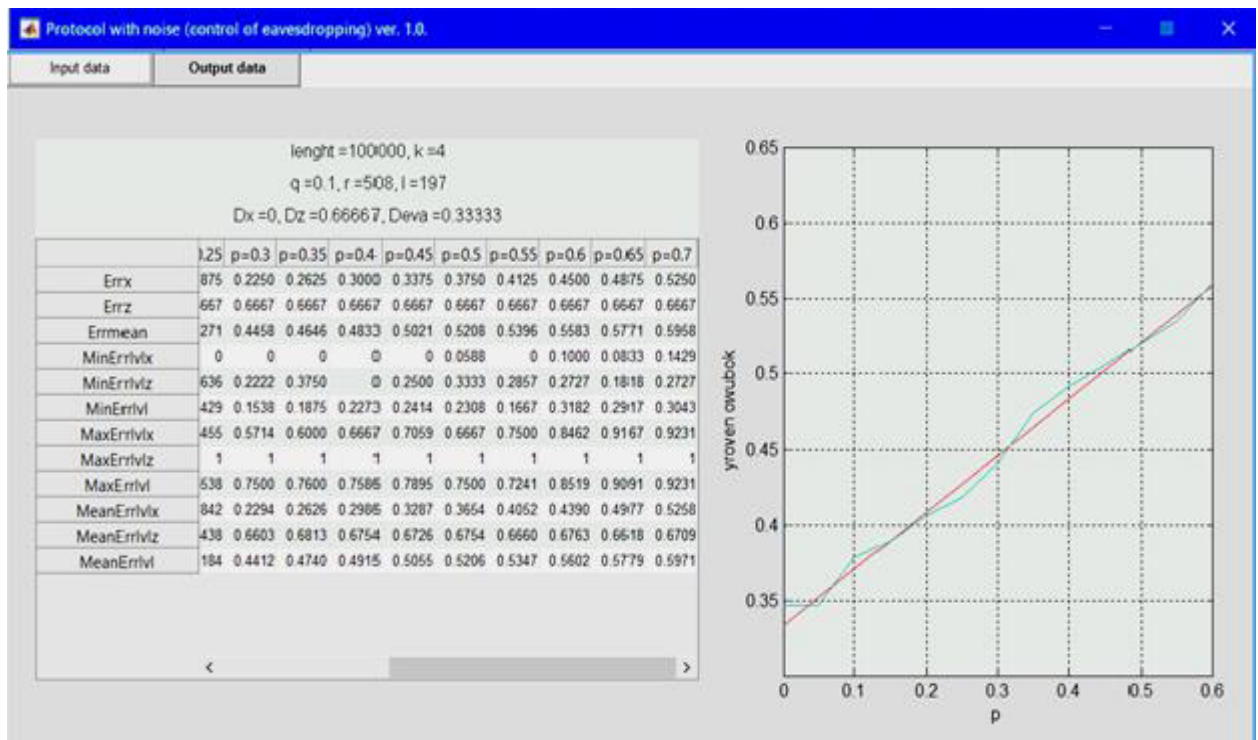 Protocol with noise (control of eavesdropping) ver. 1.0.
Input data Output data
lenght =100000, k =4
q =0.1, r =508, l =197
Dx =0, Dz =0.66667, Deva =0.33333
.25 p=0.3 p=0.35 p=0.4 p=0.45 p=0.5 p=0.55 p=0.6 p=0.65 p=0.7
Errx 875 0.2250 0.2625 0.3000 0.3375 0.3750 0.4125 0.4500 0.4875 0.5250
Errz 667 0.6667 0.6667 0.6667 0.6667 0.6667 0.6667 0.6667 0.6667 0.6667
Errmean 271 0.4458 0.4646 0.4833 0.5021 0.5208 0.5396 0.5583 0.5771 0.5958
MinErrlvlx 0 0 0 0 0 0.0588 0 0.1000 0.0833 0.1429
MinErrlvlz 636 0.2222 0.3750 0 0.2500 0.3333 0.2857 0.2727 0.1818 0.2727
MinErrlvl 429 0.1538 0.1875 0.2273 0.2414 0.2308 0.1667 0.3182 0.2917 0.3043
MaxErrlvlx 455 0.5714 0.6000 0.6667 0.7059 0.6667 0.7500 0.8462 0.9167 0.9231
MaxErrlvlz 1 1 1 1 1 1 1 1 1 1
MaxErrlvl 538 0.7500 0.7600 0.7586 0.7895 0.7500 0.7241 0.8519 0.9091 0.9231
MeanErrlvlx 842 0.2294 0.2626 0.2986 0.3287 0.3654 0.4052 0.4390 0.4977 0.5258
MeanErrlvlz 438 0.6603 0.6813 0.6754 0.6726 0.6754 0.6660 0.6763 0.6618 0.6709
MeanErrlvl 184 0.4412 0.4740 0.4915 0.5055 0.5206 0.5347 0.5602 0.5779 0.5971
0.65
0.6
0.55
0.5
0.45
0.4
0.35
yroven owubok
0 0.1 0.2 0.3 0.4 0.5 0.6
p